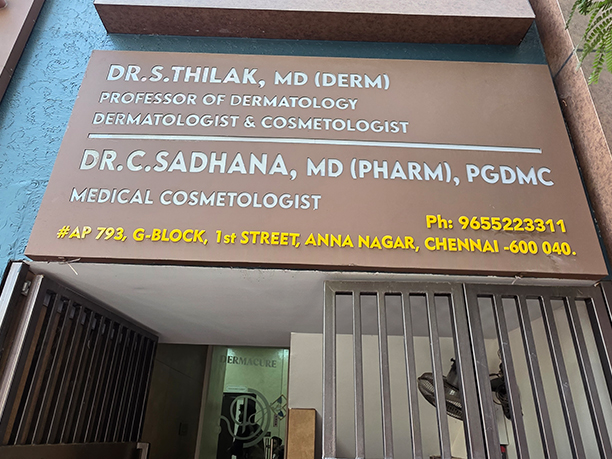 DR.S.THILAK, MD (DERM)
PROFESSOR OF DERMATOLOGY
DERMATOLOGIST & COSMETOLOGIST
DR.C.SADHANA, MD (PHARM), PGDMC
MEDICAL COSMETOLOGIST
Ph: 9655223311
#AP 793, G-BLOCK, 1st STREET, ANNA NAGAR, CHENNAI -600 040.
DERMACURE